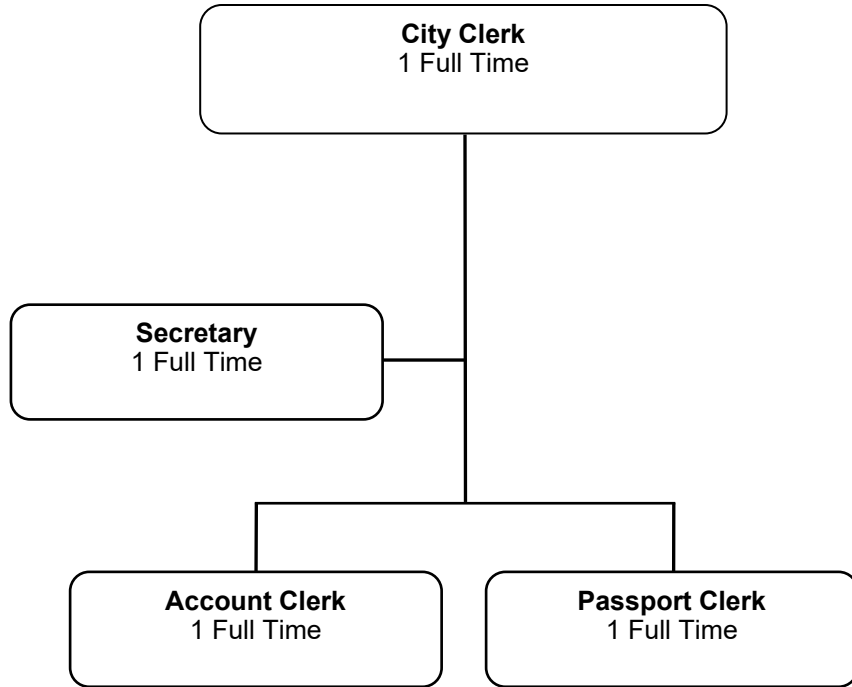 City Clerk
1 Full Time
Secretary
1 Full Time
Account Clerk
1 Full Time
Passport Clerk
1 Full Time